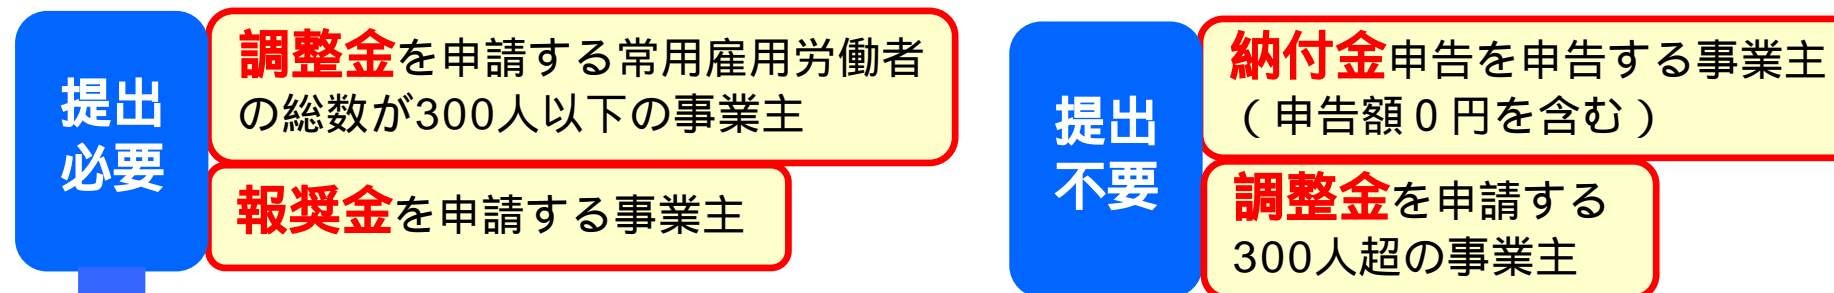 提出
必要
調整金を申請する常用雇用労働者
の総数が300人以下の事業主
報奨金を申請する事業主
提出
不要
納付金申告を申告する事業主
（申告額０円を含む）
調整金を申請する
300人超の事業主